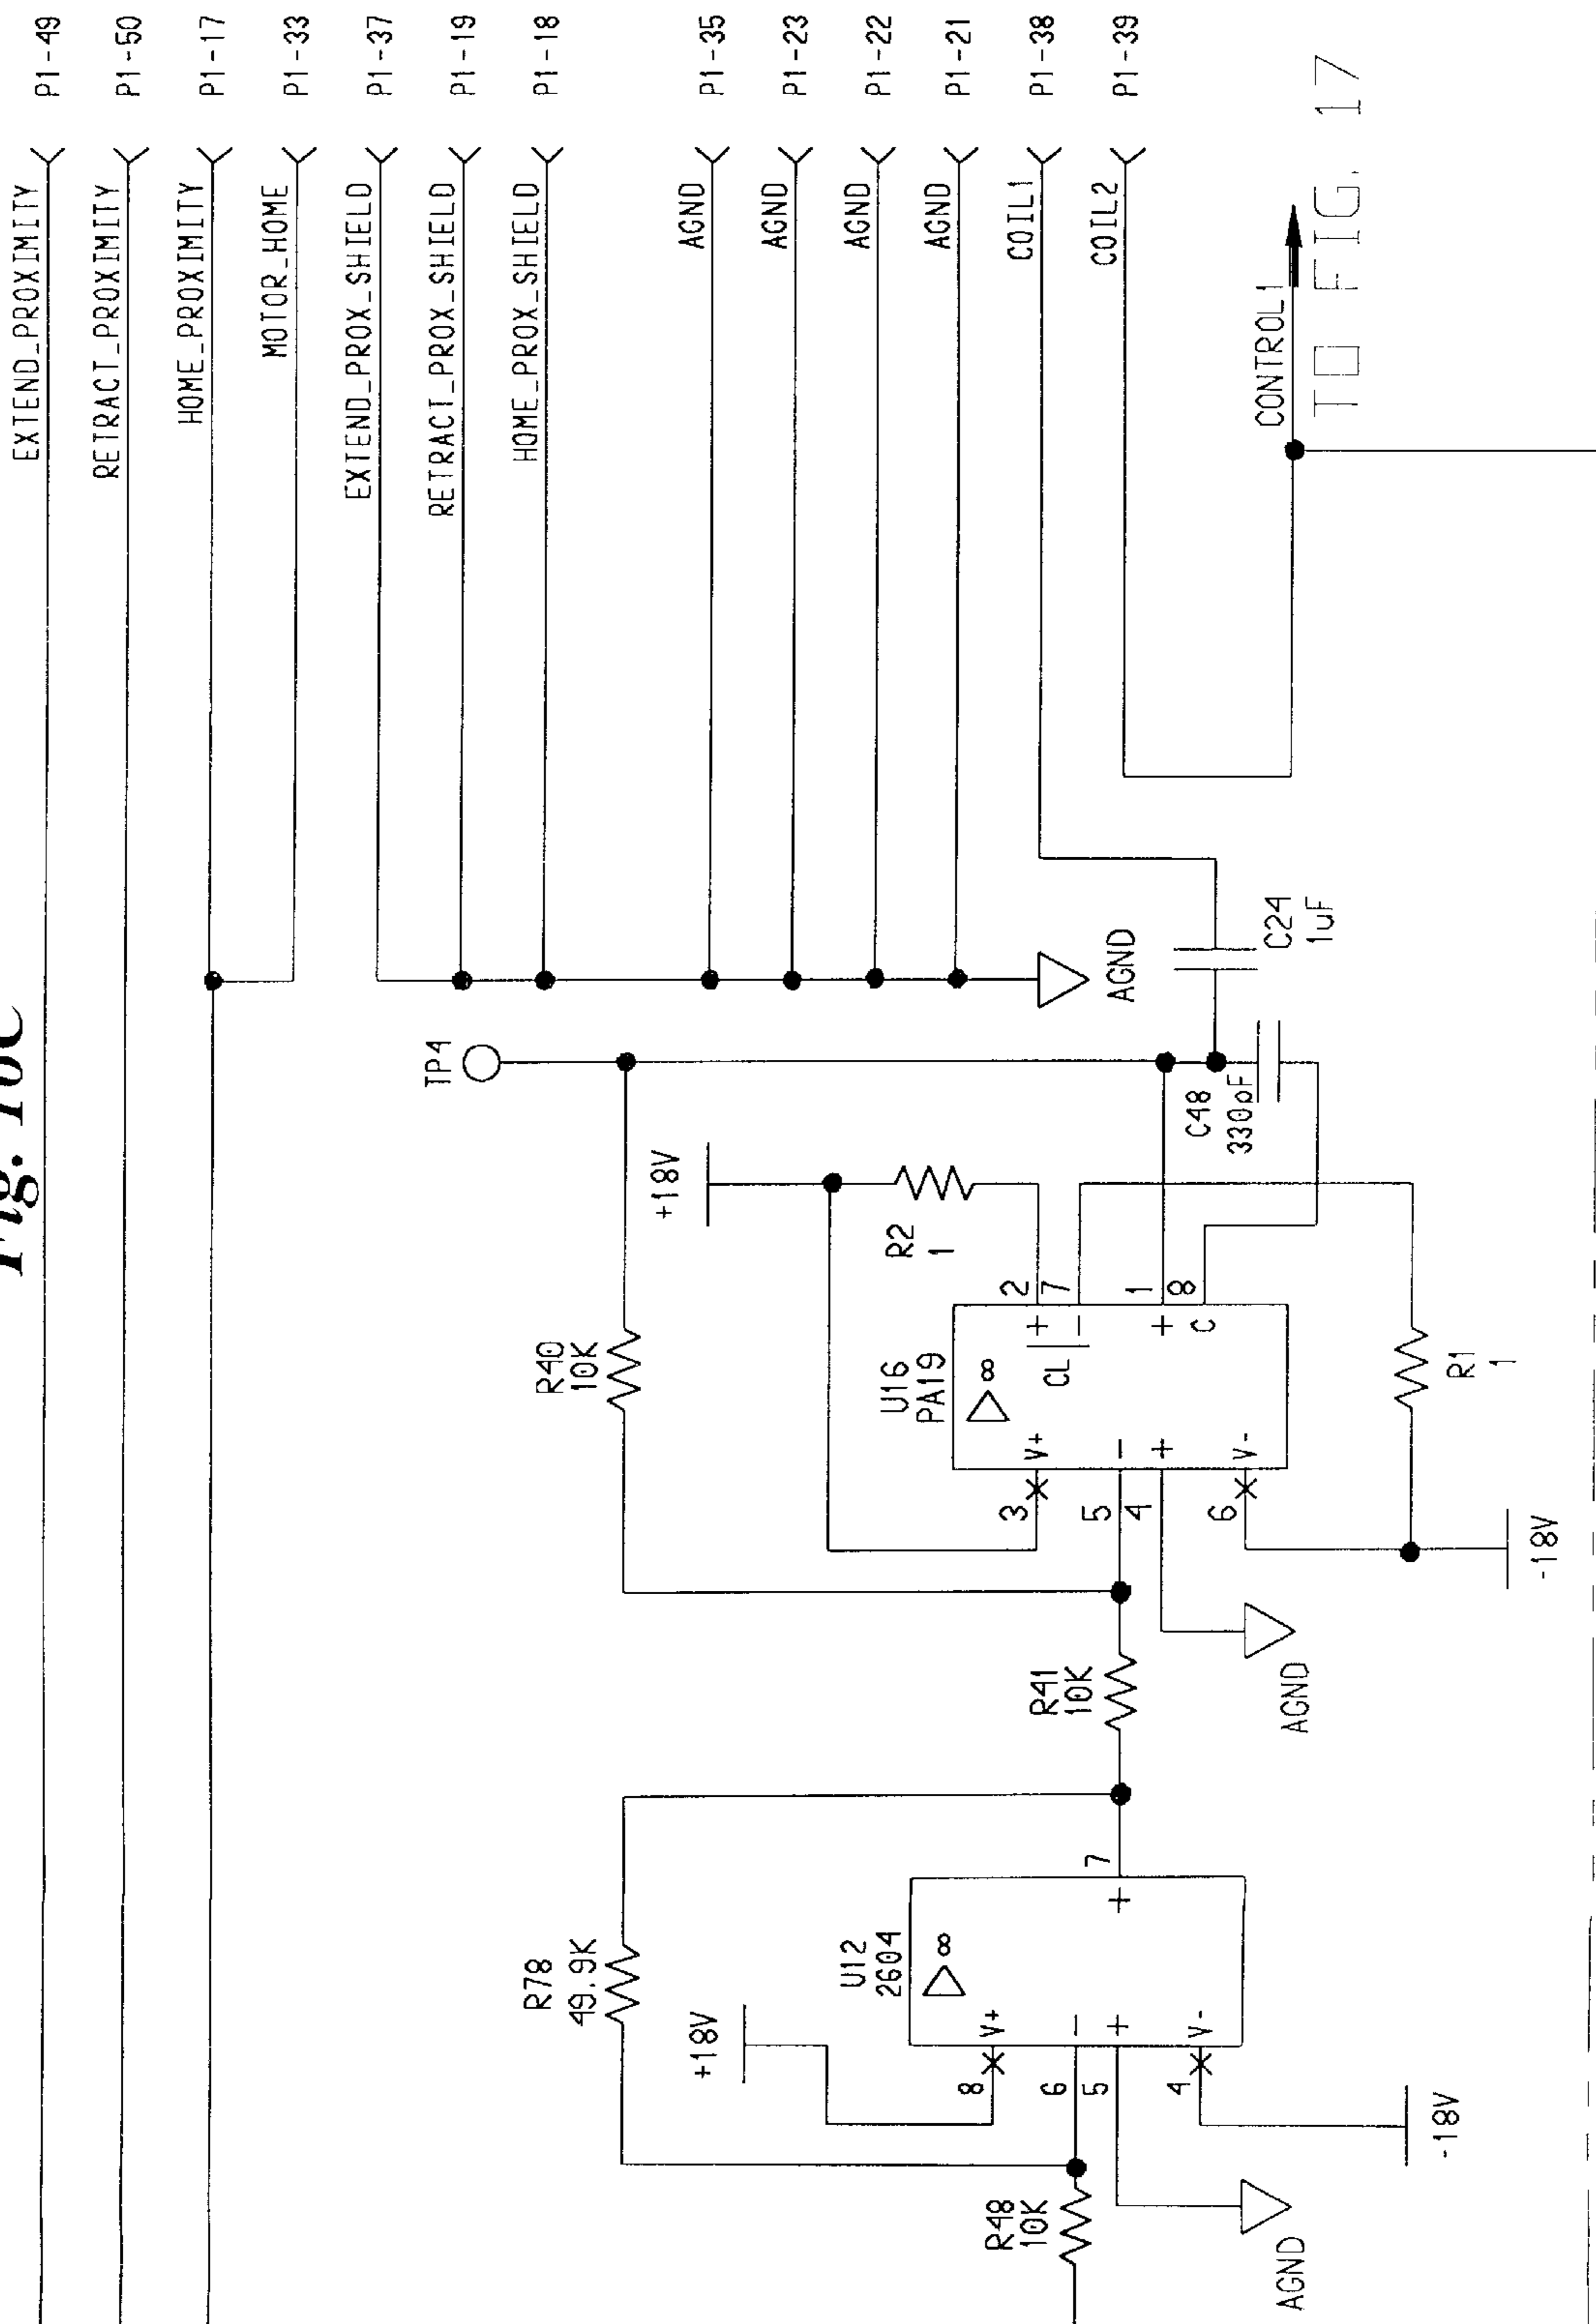 Fig. 16C
EXTEND_PROXIMITY P1-49
RETRACT_PROXIMITY P1-50
HOME_PROXIMITY P1-17
MOTOR_HOME P1-33
EXTEND_PROX_SHIELD P1-37
RETRACT_PROX_SHIELD P1-19
HOME_PROX_SHIELD P1-18
AGND P1-35
AGND P1-23
AGND P1-22
AGND P1-21
COIL1 P1-38
COIL2 P1-39
CONTROL1
TO FIG. 17
AGND
C24
1uF
TP4
C48
330pF
+18V
R2
1
R40
10K
U16
PA19
▷ ∞
CL + 2
- 7
+ 1
C 8
3 V+
5 -
4 +
6 V-
R1
1
-18V
AGND
R41
10K
R78
49.9K
U12
2604
▷ ∞
+ 7
+18V
8 V+
6 -
5 +
4 V-
-18V
R48
10K
AGND